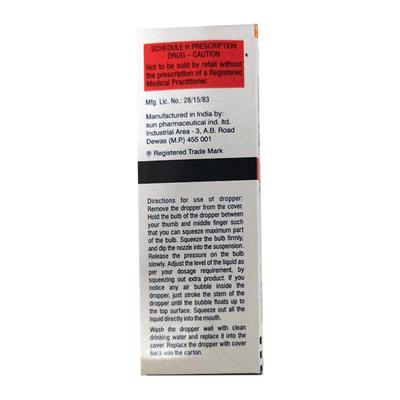 SCHEDULE H PRESCRIPTION
DRUG – CAUTION
Not to be sold by retail without
the prescription of a Registered
Medical Practitioner.
Mfg. Lic. No.: 28/15/83
Manufactured in India by:
sun pharmaceutical ind. ltd.
Industrial Area - 3, A.B. Road
Dewas (M.P.) 455 001
® Registered Trade Mark
Directions for use of dropper:
Remove the dropper from the cover.
Hold the bulb of the dropper between
your thumb and middle finger such
that you can squeeze maximum part
of the bulb. Squeeze the bulb firmly,
and dip the nozzle into the suspension.
Release the pressure on the bulb
slowly. Adjust the level of the liquid as
per your dosage requirement, by
squeezing out extra product. If you
notice any air bubble inside the
dropper, just stroke the stem of the
dropper until the bubble floats up to
the top surface. Squeeze out all the
liquid directly into the mouth.
Wash the dropper well with clean
drinking water and replace it into the
cover. Replace the dropper with cover
back into the carton.